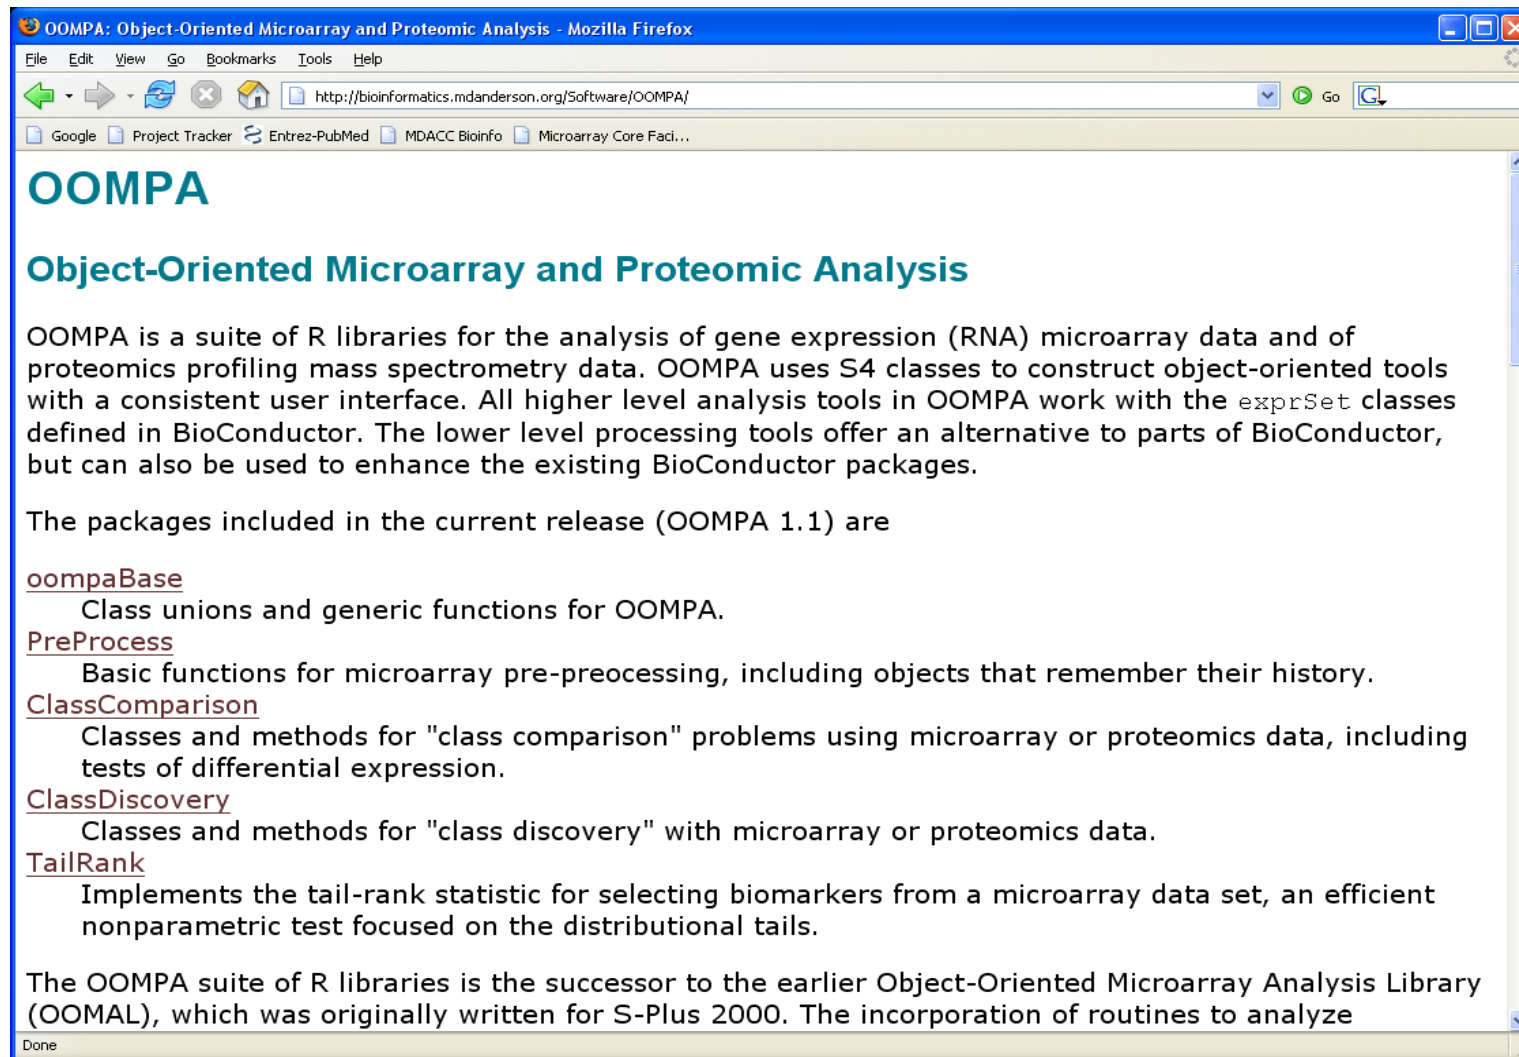 OOMPA: Object-Oriented Microarray and Proteomic Analysis - Mozilla Firefox
File Edit View Go Bookmarks Tools Help
http://bioinformatics.mdanderson.org/Software/OOMPA/ Go G
Google Project Tracker Entrez-PubMed MDACC Bioinfo Microarray Core Faci...
OOMPA
Object-Oriented Microarray and Proteomic Analysis
OOMPA is a suite of R libraries for the analysis of gene expression (RNA) microarray data and of
proteomics profiling mass spectrometry data. OOMPA uses S4 classes to construct object-oriented tools
with a consistent user interface. All higher level analysis tools in OOMPA work with the exprSet classes
defined in BioConductor. The lower level processing tools offer an alternative to parts of BioConductor,
but can also be used to enhance the existing BioConductor packages.
The packages included in the current release (OOMPA 1.1) are
oompaBase
Class unions and generic functions for OOMPA.
PreProcess
Basic functions for microarray pre-preocessing, including objects that remember their history.
ClassComparison
Classes and methods for "class comparison" problems using microarray or proteomics data, including
tests of differential expression.
ClassDiscovery
Classes and methods for "class discovery" with microarray or proteomics data.
TailRank
Implements the tail-rank statistic for selecting biomarkers from a microarray data set, an efficient
nonparametric test focused on the distributional tails.
The OOMPA suite of R libraries is the successor to the earlier Object-Oriented Microarray Analysis Library
(OOMAL), which was originally written for S-Plus 2000. The incorporation of routines to analyze
Done